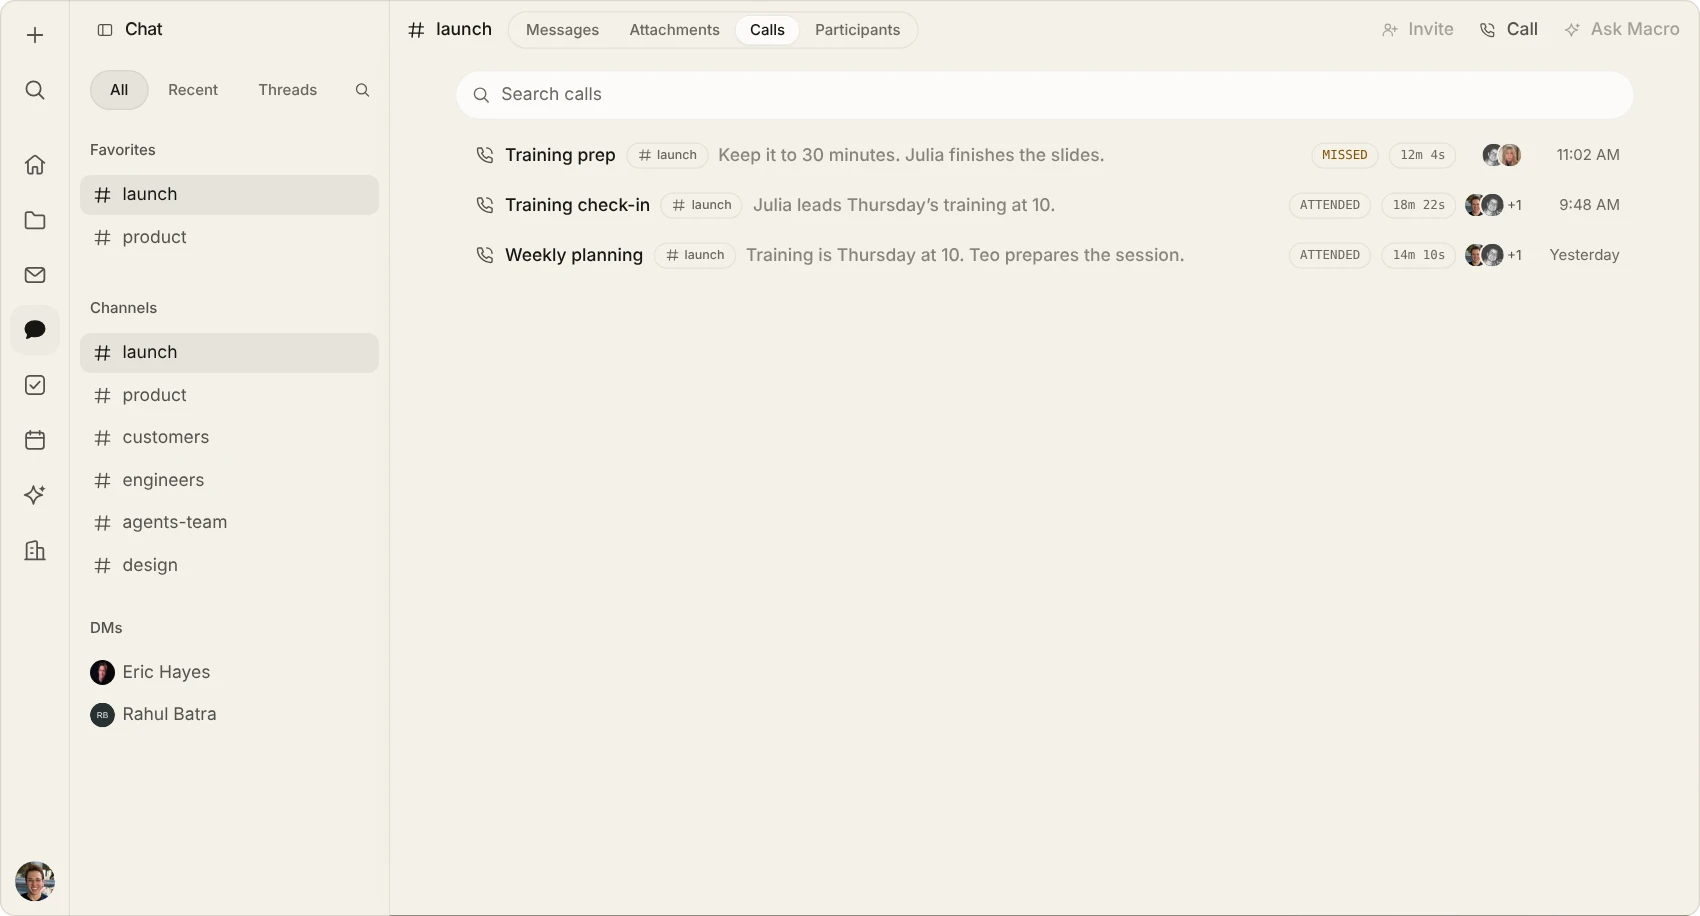 Chat
All Recent Threads
Favorites
# launch
# product
Channels
# launch
# product
# customers
# engineers
# agents-team
# design
DMs
Eric Hayes
RB Rahul Batra
# launch Messages Attachments Calls Participants Invite Call Ask Macro
Search calls
Training prep # launch Keep it to 30 minutes. Julia finishes the slides. MISSED 12m 4s 11:02 AM
Training check-in # launch Julia leads Thursday’s training at 10. ATTENDED 18m 22s +1 9:48 AM
Weekly planning # launch Training is Thursday at 10. Teo prepares the session. ATTENDED 14m 10s +1 Yesterday